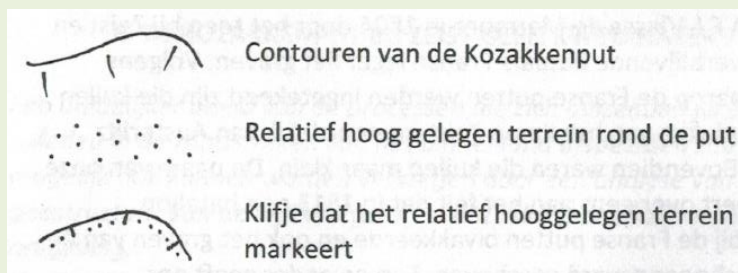 Contouren van de Kozakkenput
Relatief hoog gelegen terrein rond de put
Klifje dat het relatief hooggelegen terrein
markeert